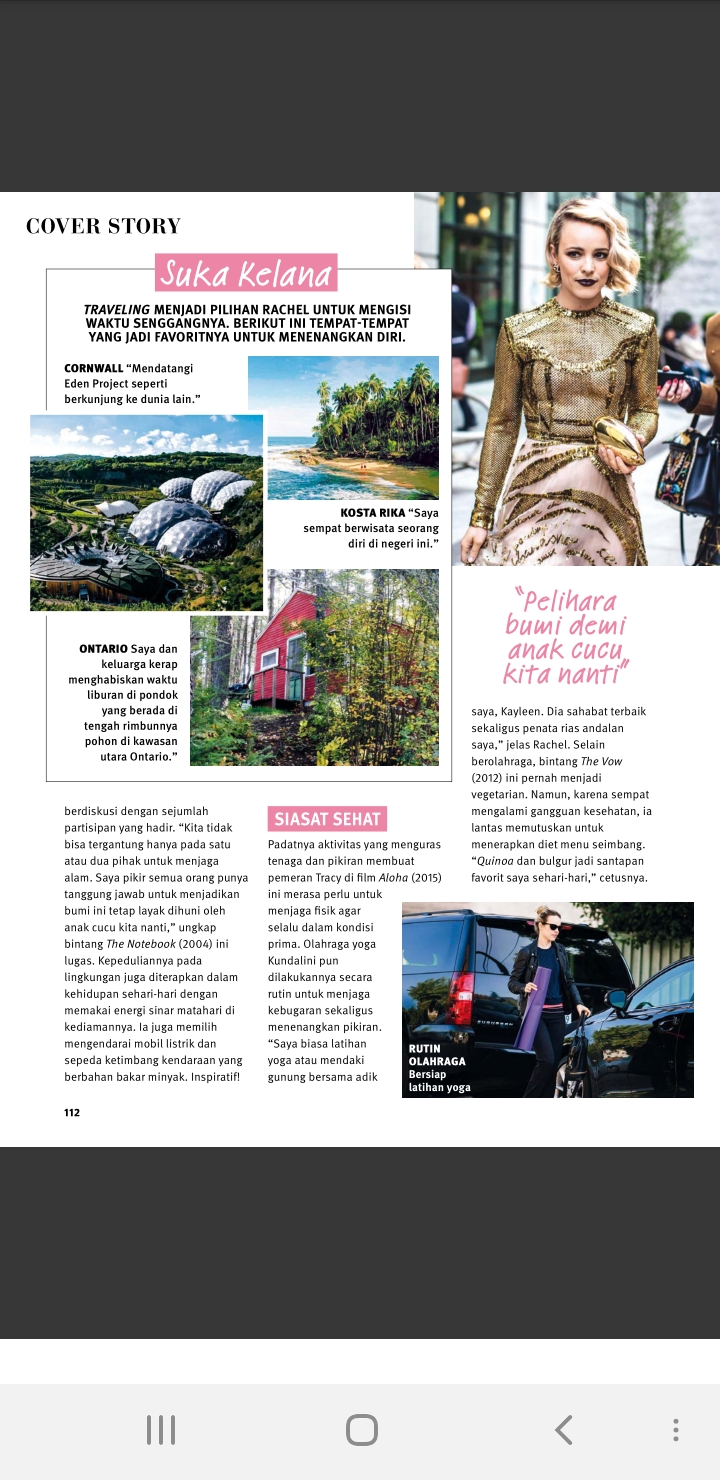 COVER STORY
Suka Kelana
TRAVELING MENJADI PILIHAN RACHEL UNTUK MENGISI
WAKTU SENGGANGNYA. BERIKUT INI TEMPAT-TEMPAT
YANG JADI FAVORITNYA UNTUK MENENANGKAN DIRI.
CORNWALL “Mendatangi
Eden Project seperti
berkunjung ke dunia lain.”
KOSTA RIKA “Saya
sempat berwisata seorang
diri di negeri ini.”
ONTARIO Saya dan
keluarga kerap
menghabiskan waktu
liburan di pondok
yang berada di
tengah rimbunnya
pohon di kawasan
utara Ontario.”
berdiskusi dengan sejumlah
partisipan yang hadir. “Kita tidak
bisa tergantung hanya pada satu
atau dua pihak untuk menjaga
alam. Saya pikir semua orang punya
tanggung jawab untuk menjadikan
bumi ini tetap layak dihuni oleh
anak cucu kita nanti,” ungkap
bintang The Notebook (2004) ini
lugas. Kepeduliannya pada
lingkungan juga diterapkan dalam
kehidupan sehari-hari dengan
memakai energi sinar matahari di
kediamannya. Ia juga memilih
mengendarai mobil listrik dan
sepeda ketimbang kendaraan yang
berbahan bakar minyak. Inspiratif!
SIASAT SEHAT
Padatnya aktivitas yang menguras
tenaga dan pikiran membuat
pemeran Tracy di film Aloha (2015)
ini merasa perlu untuk
menjaga fisik agar
selalu dalam kondisi
prima. Olahraga yoga
Kundalini pun
dilakukannya secara
rutin untuk menjaga
kebugaran sekaligus
menenangkan pikiran.
“Saya biasa latihan
yoga atau mendaki
gunung bersama adik
“Pelihara
bumi demi
anak cucu
kita nanti”
saya, Kayleen. Dia sahabat terbaik
sekaligus penata rias andalan
saya,” jelas Rachel. Selain
berolahraga, bintang The Vow
(2012) ini pernah menjadi
vegetarian. Namun, karena sempat
mengalami gangguan kesehatan, ia
lantas memutuskan untuk
menerapkan diet menu seimbang.
“Quinoa dan bulgur jadi santapan
favorit saya sehari-hari,” cetusnya.
SUBURBAN
RUTIN
OLAHRAGA
Bersiap
latihan yoga
112